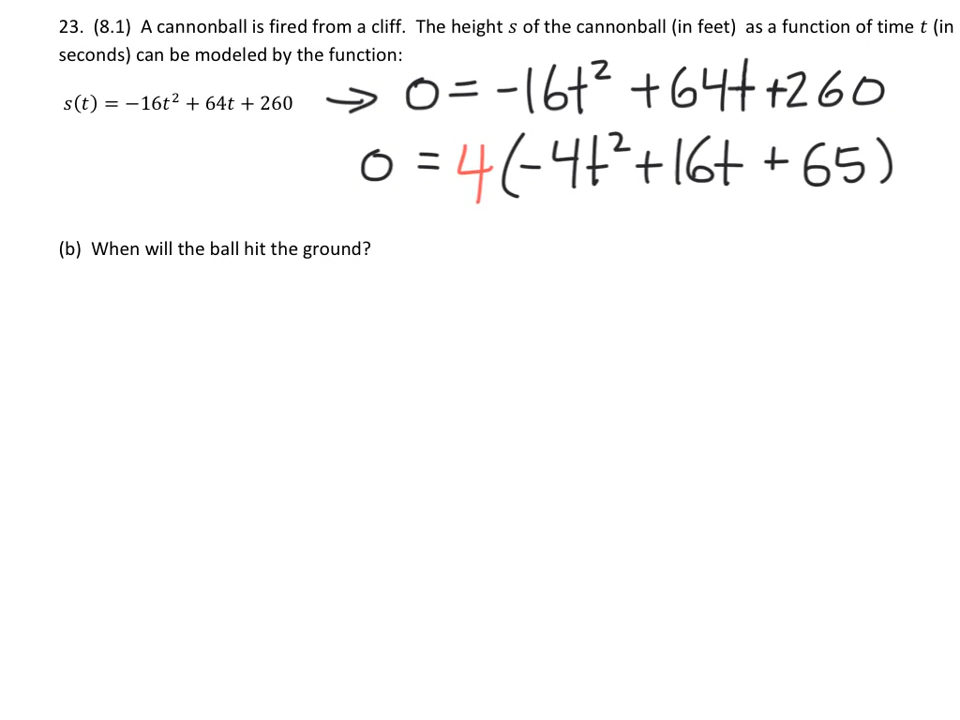 23. (8.1) A cannonball is fired from a cliff. The height s of the cannonball (in feet) as a function of time t (in
seconds) can be modeled by the function:
s(t) = −16t² + 64t + 260 → 0 = -16t² + 64t + 260
0 = 4(-4t² + 16t + 65)
(b) When will the ball hit the ground?